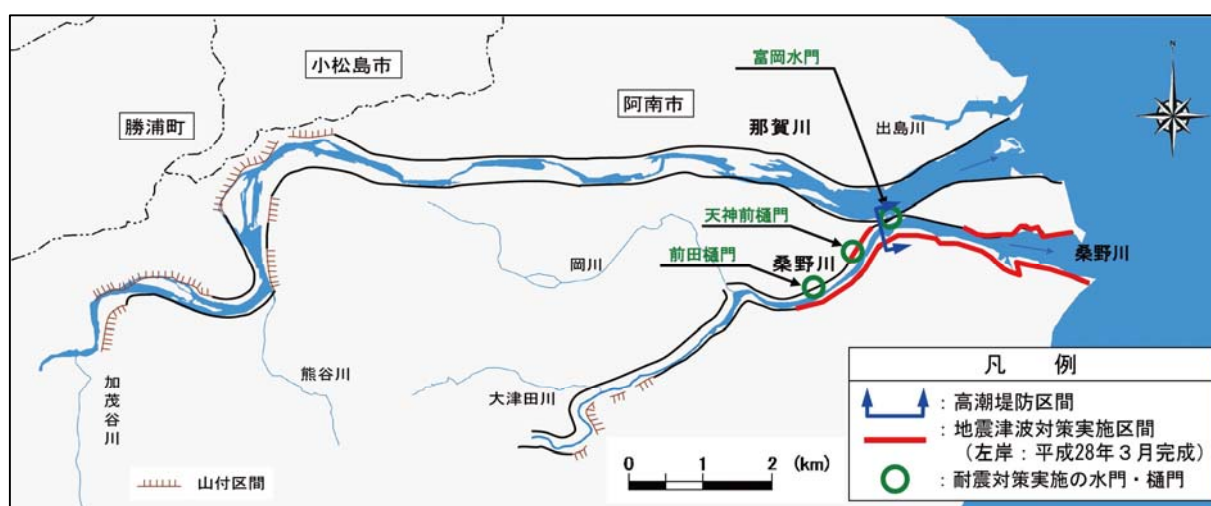 富岡水門
N
小松島市
阿南市
勝浦町
那賀川
出島川
天神前樋門
前田樋門
岡川
桑野川
桑野川
加茂谷川
熊谷川
大津田川
山付区間
0 1 2 (km)
凡 例
:高潮堤防区間
:地震津波対策実施区間
(左岸:平成28年3月完成)
:耐震対策実施の水門・樋門